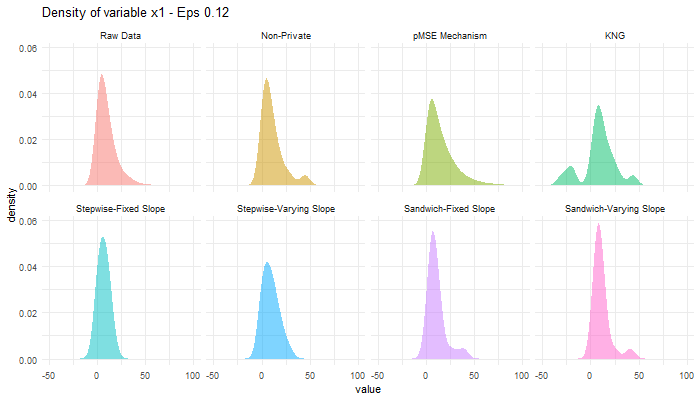 Density of variable x1 - Eps 0.12
Raw Data Non-Private pMSE Mechanism KNG
0.06
0.04
0.02
0.00
density
Stepwise-Fixed Slope Stepwise-Varying Slope Sandwich-Fixed Slope Sandwich-Varying Slope
0.06
0.04
0.02
0.00
-50 0 50 100 -50 0 50 100 -50 0 50 100 -50 0 50 100
value